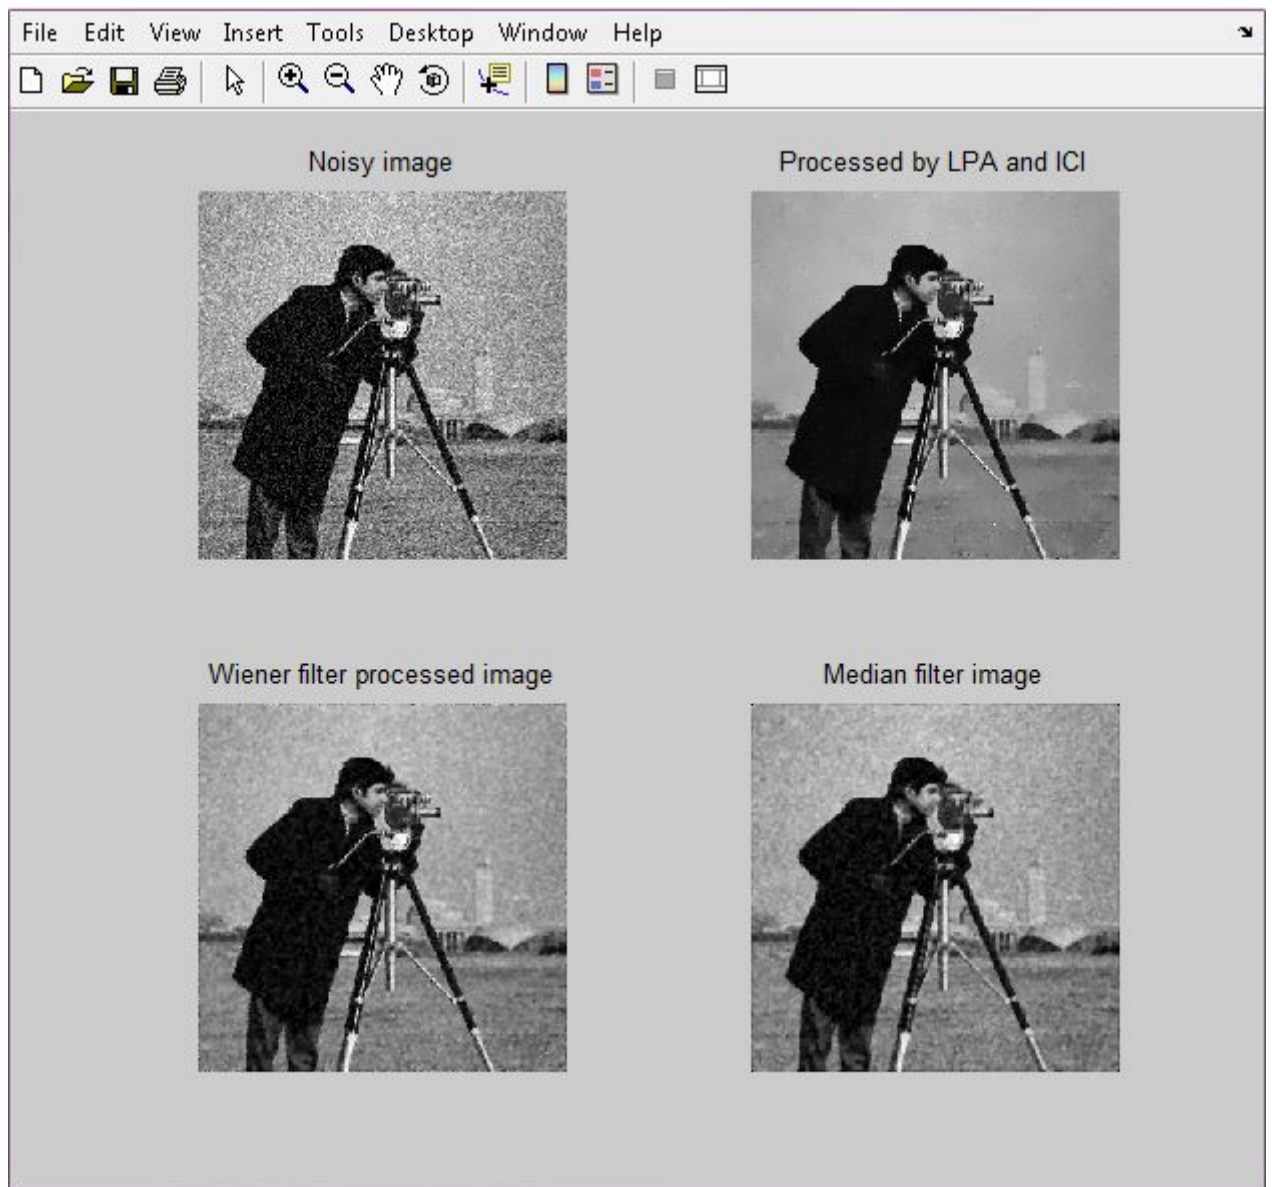 File Edit View Insert Tools Desktop Window Help
Noisy image
Processed by LPA and ICI
Wiener filter processed image
Median filter image